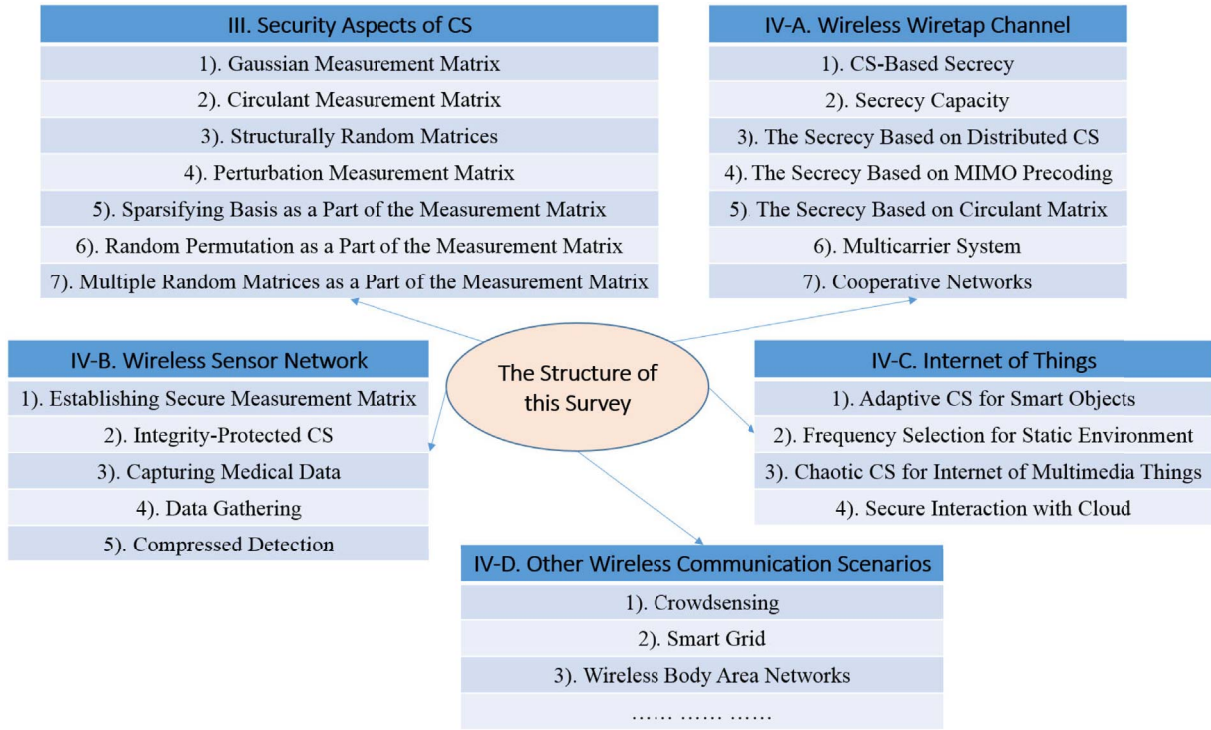 III. Security Aspects of CS
1). Gaussian Measurement Matrix
2). Circulant Measurement Matrix
3). Structurally Random Matrices
4). Perturbation Measurement Matrix
5). Sparsifying Basis as a Part of the Measurement Matrix
6). Random Permutation as a Part of the Measurement Matrix
7). Multiple Random Matrices as a Part of the Measurement Matrix
IV-A. Wireless Wiretap Channel
1). CS-Based Secrecy
2). Secrecy Capacity
3). The Secrecy Based on Distributed CS
4). The Secrecy Based on MIMO Precoding
5). The Secrecy Based on Circulant Matrix
6). Multicarrier System
7). Cooperative Networks
The Structure of
this Survey
IV-B. Wireless Sensor Network
1). Establishing Secure Measurement Matrix
2). Integrity-Protected CS
3). Capturing Medical Data
4). Data Gathering
5). Compressed Detection
IV-C. Internet of Things
1). Adaptive CS for Smart Objects
2). Frequency Selection for Static Environment
3). Chaotic CS for Internet of Multimedia Things
4). Secure Interaction with Cloud
IV-D. Other Wireless Communication Scenarios
1). Crowdsensing
2). Smart Grid
3). Wireless Body Area Networks
…… …… ……